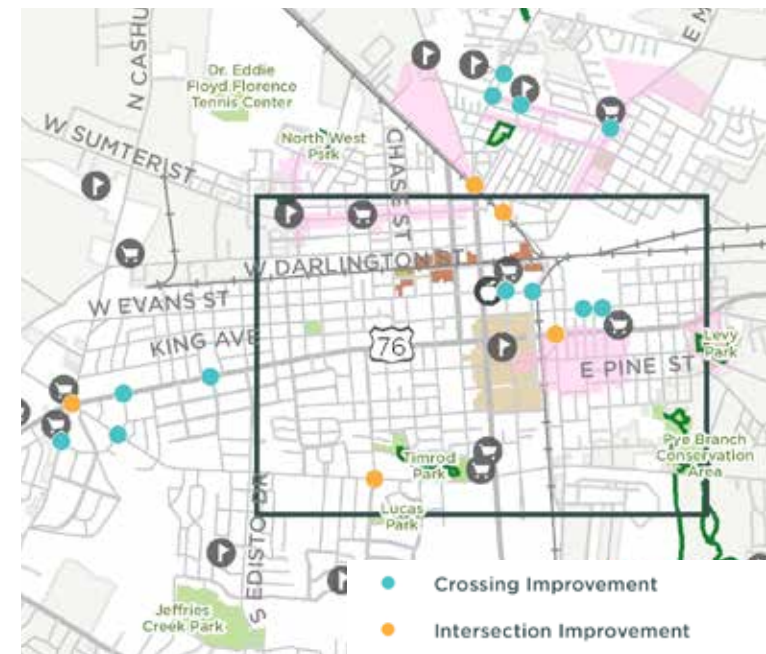 N CASHU
E M
Dr. Eddie
Floyd Florence
Tennis Center
W SUMTER ST
North West
Park
CHASE ST
W DARLINGTON ST
W EVANS ST
KING AVE
76
Levy
Park
E PINE ST
Pye Branch
Conservation
Area
Timrod
Park
Lucas
Park
S EDISTO DR
Jeffries
Creek Park
Crossing Improvement
Intersection Improvement